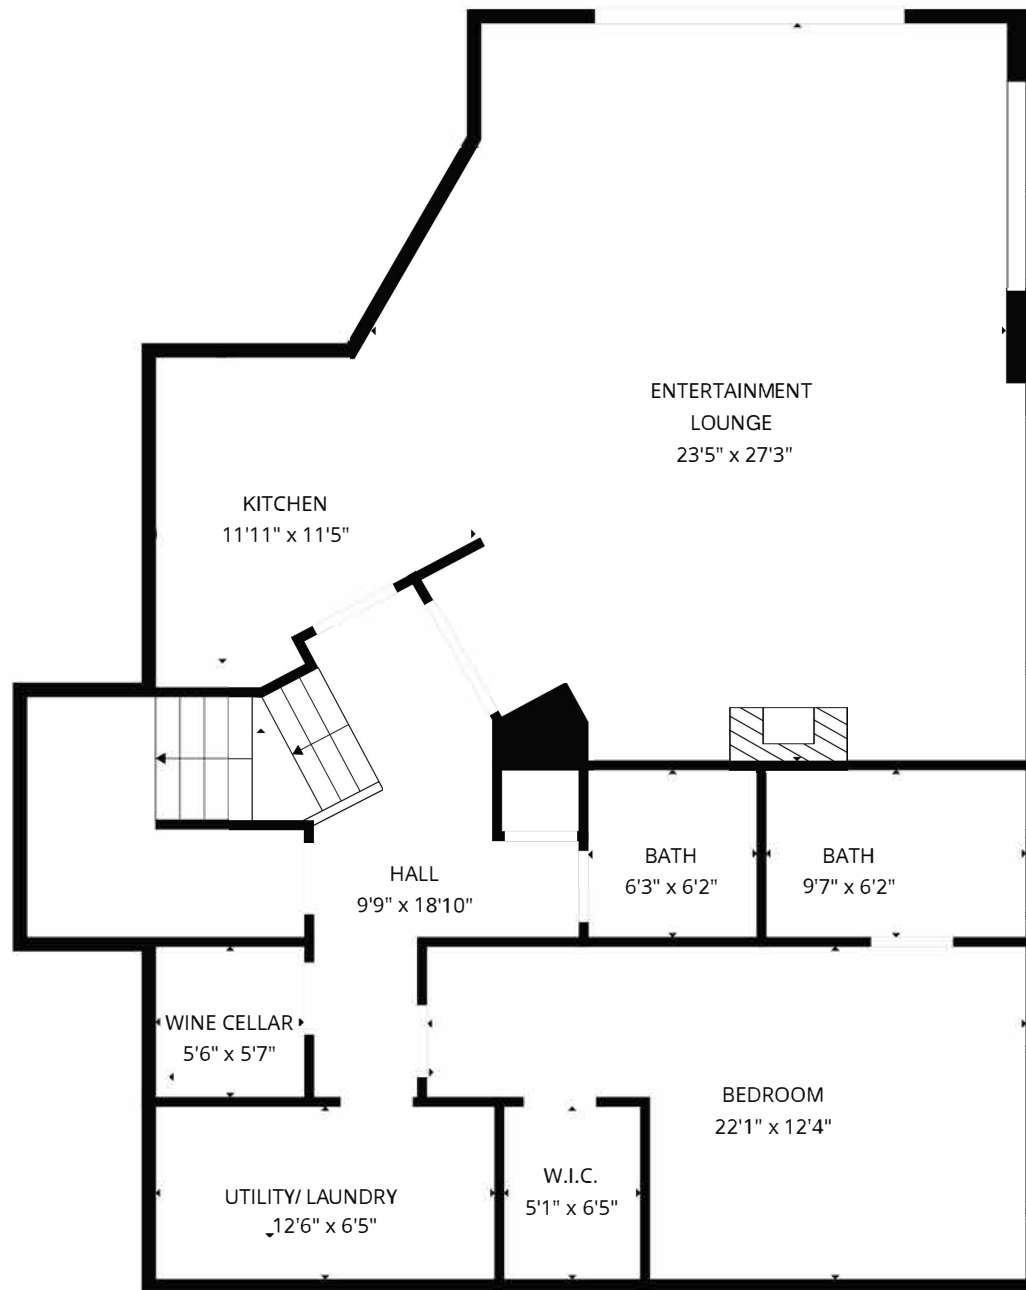 ENTERTAINMENT
LOUNGE
23'5" x 27'3"
KITCHEN
11'11" x 11'5"
HALL
9'9" x 18'10"
BATH
6'3" x 6'2"
BATH
9'7" x 6'2"
WINE CELLAR
5'6" x 5'7"
BEDROOM
22'1" x 12'4"
W.I.C.
5'1" x 6'5"
UTILITY/ LAUNDRY
12'6" x 6'5"